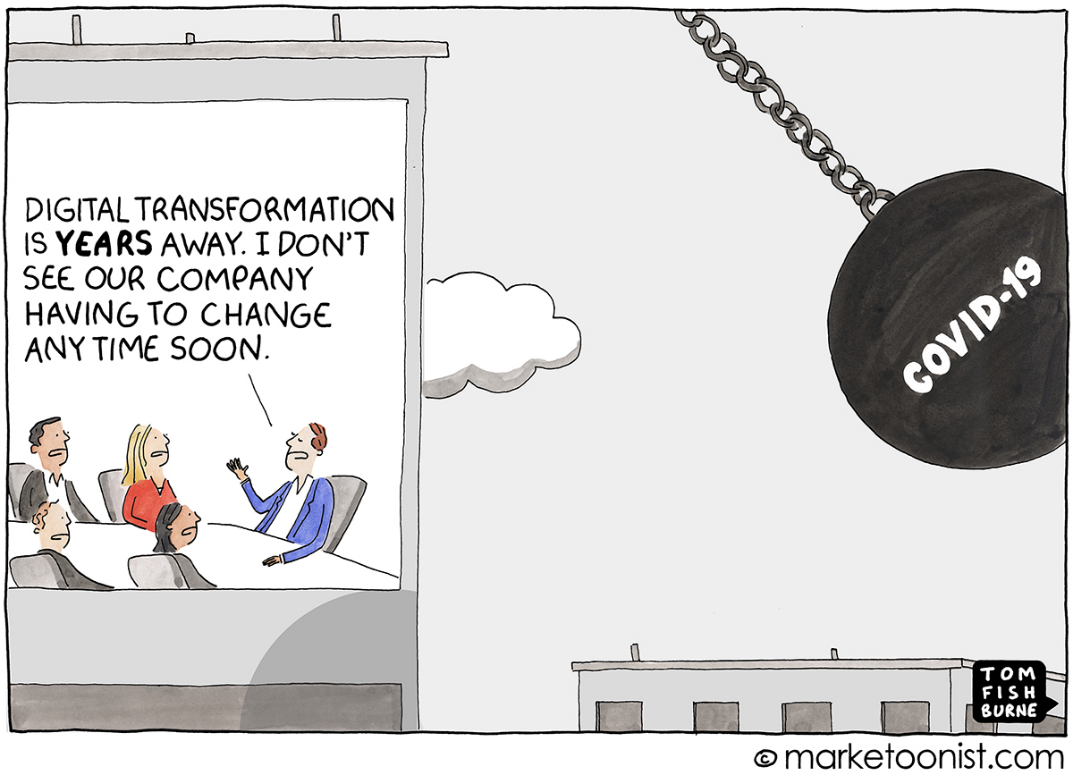 DIGITAL TRANSFORMATION
IS YEARS AWAY. I DON'T
SEE OUR COMPANY
HAVING TO CHANGE
ANY TIME SOON.
COVID-19
TOM
FISH
BURNE
© marketoonist.com